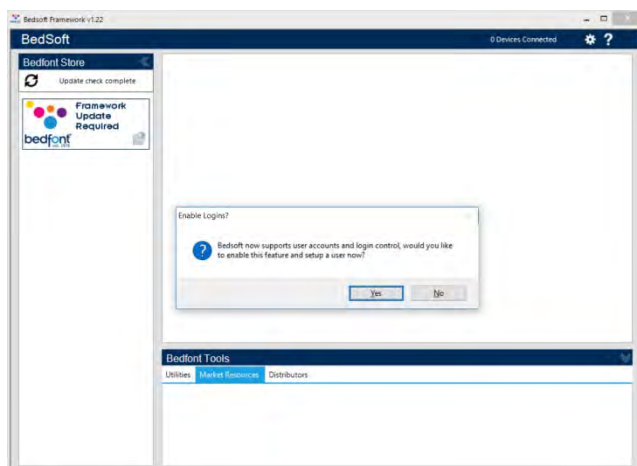 Bedsoft Framework v1.22
BedSoft
0 Devices Connected
?
Bedfont Store
Update check complete
Framework
Update
Required
bedfont
Enable Logins?
?
Bedsoft now supports user accounts and login control, would you like
to enable this feature and setup a user now?
Yes
No
Bedfont Tools
Utilities Market Resources Distributors